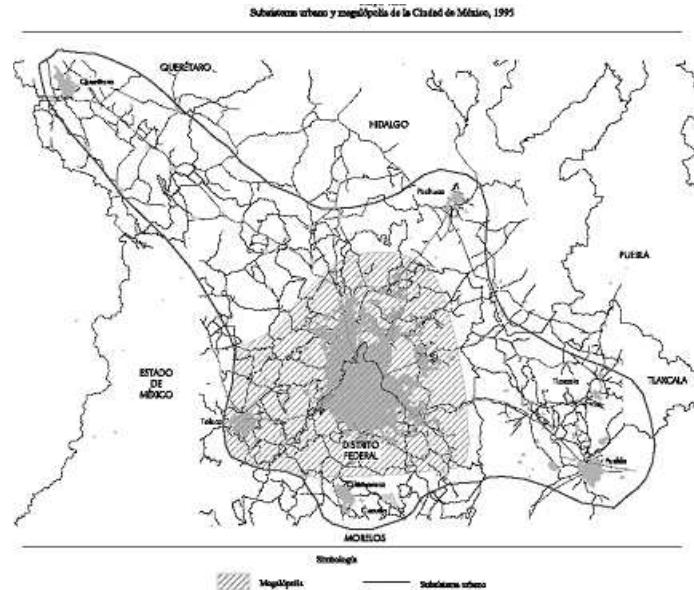 Subsistema urbano y megalópolis de la Ciudad de México, 1995
QUERÉTARO
Querétaro
HIDALGO
Pachuca
PUEBLA
ESTADO
DE
MÉXICO
Tlaxcala
TLAXCALA
Toluca
DISTRITO
FEDERAL
Puebla
Cuernavaca
Cuautla
MORELOS
Simbología
Megalópolis
Subsistema urbano